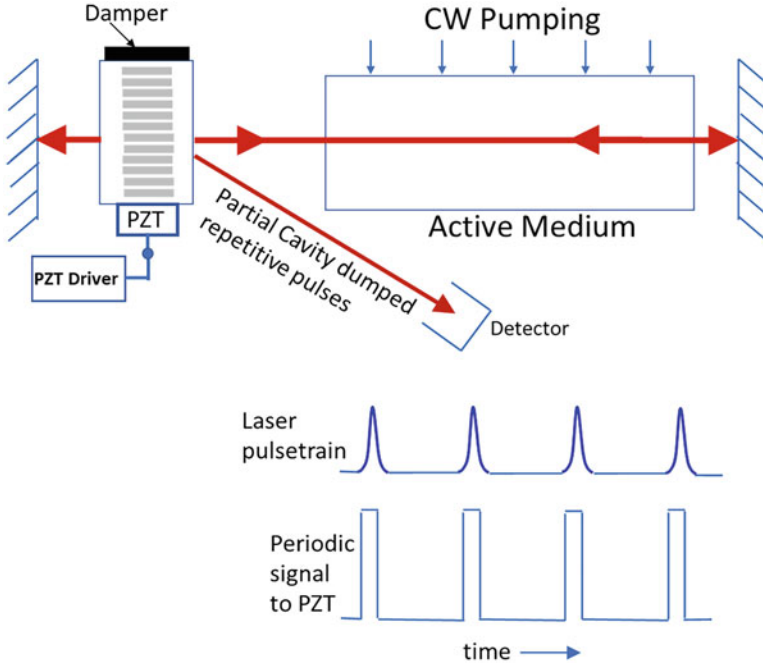 Damper
CW Pumping
PZT
PZT Driver
Active Medium
Partial Cavity dumped
repetitive pulses
Detector
Laser
pulsetrain
Periodic
signal
to PZT
time